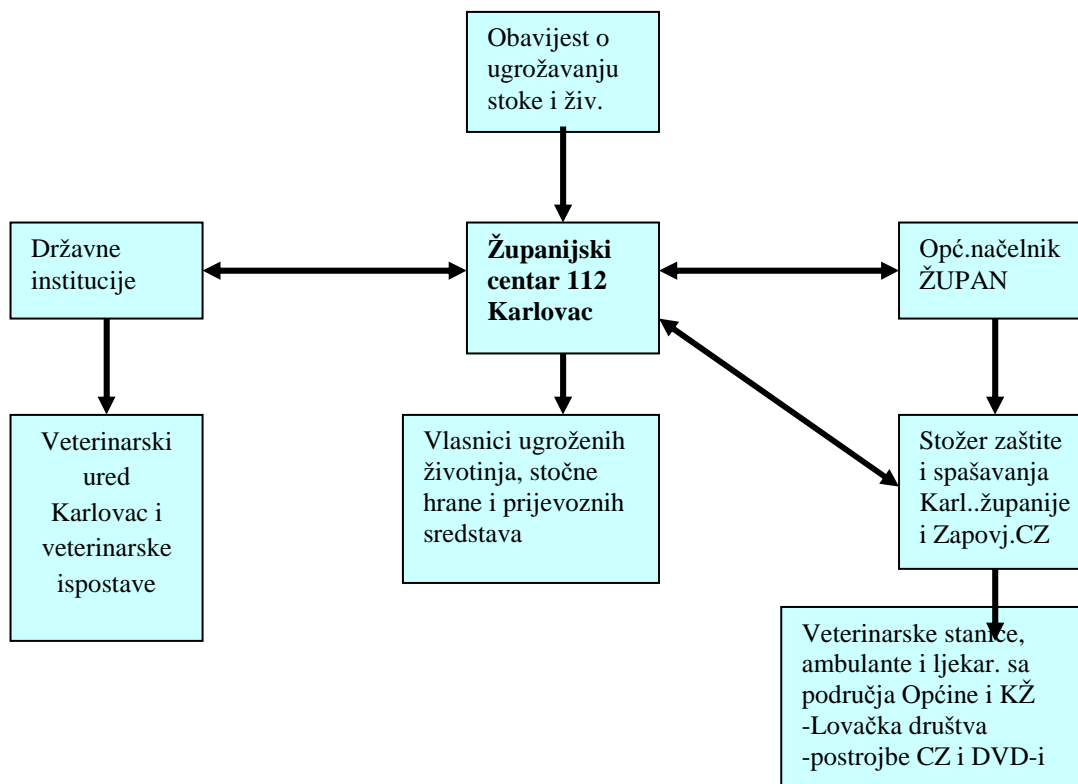 Obavijest o
ugrožavanju
stoke i živ.
Državne
institucije
Županijski
centar 112
Karlovac
Opć.načelnik
ŽUPAN
Veterinarski
ured
Karlovac i
veterinarske
ispostave
Vlasnici ugroženih
životinja, stočne
hrane i prijevoznih
sredstava
Stožer zaštite
i spašavanja
Karl..županije
i Zapovj.CZ
Veterinarske stanice,
ambulante i ljekar. sa
područja Općine i KŽ
-Lovačka društva
-postrojbe CZ i DVD-i